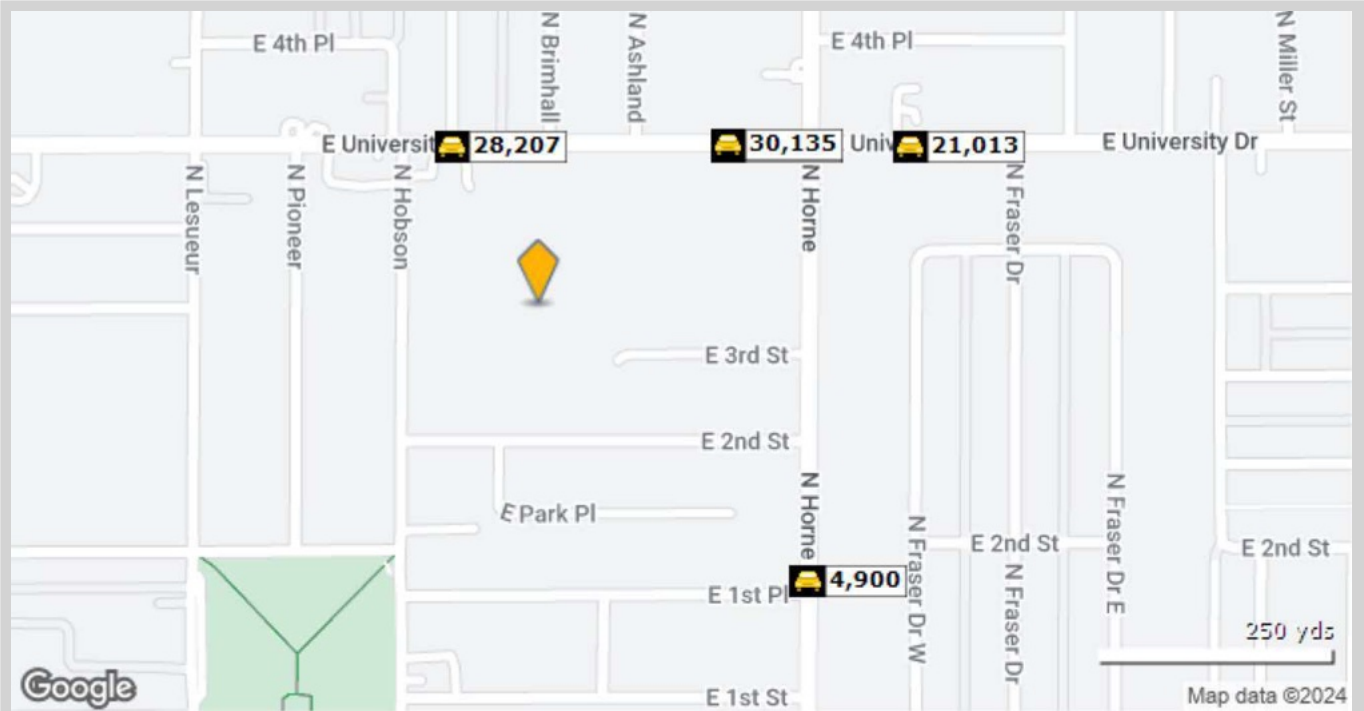 E 4th Pl
N Brimhall
N Ashland
E 4th Pl
N Miller St
E Universit
28,207
30,135
Univ
21,013
E University Dr
N Lesueur
N Pioneer
N Hobson
N Horne
N Fraser Dr
E 3rd St
E 2nd St
N Horne
E Park Pl
N Fraser Dr W
E 2nd St
N Fraser Dr
N Fraser Dr E
E 2nd St
4,900
E 1st Pl
250 yds
E 1st St
Google
Map data ©2024